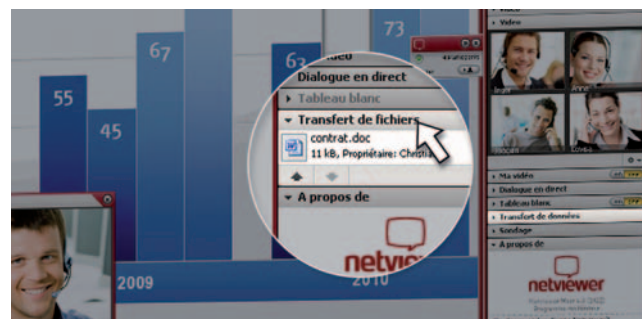 55
45
67
63
73
2009
2010
Dialogue en direct
Tableau blanc
Transfert de fichiers
contrat.doc
11 kB, Propriétaire: Christia
A propos de
netviewer
Video
Ma vidéo
Dialogue en direct
Tableau blanc
Transfert de données
Sondage
A propos de
netviewer